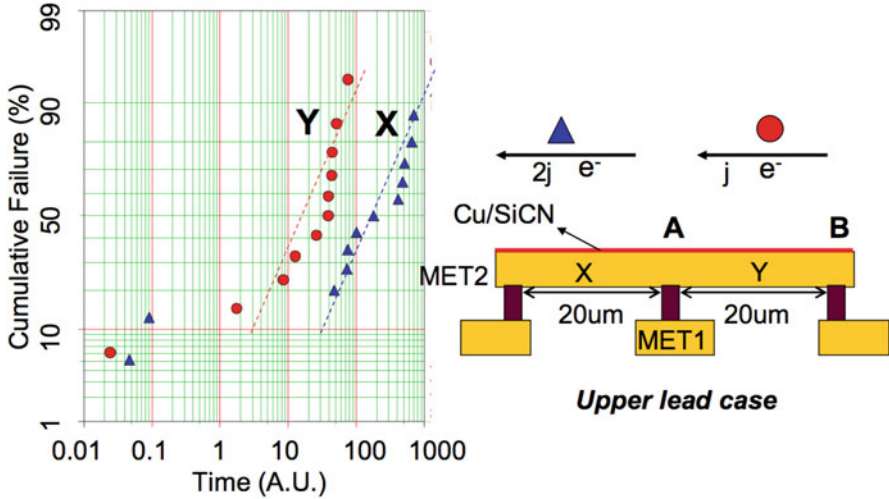 Cumulative Failure (%)
99
90
50
10
1
Y
X
0.01
0.1
1
10
100
1000
Time (A.U.)
2j e-
j e-
Cu/SiCN
A
B
MET2
X
Y
20um
20um
MET1
Upper lead case